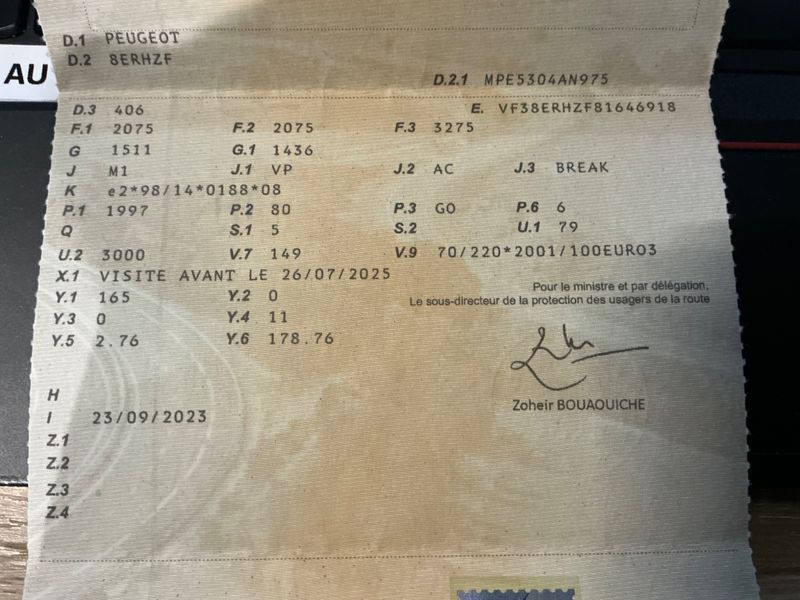 D.1 PEUGEOT
D.2 8ERHZF
AU
D.2.1 MPE5304AN975
D.3 406 E. VF38ERHZF81646918
F.1 2075 F.2 2075 F.3 3275
G 1511 G.1 1436
J M1 J.1 VP J.2 AC J.3 BREAK
K e2*98/14*0188*08
P.1 1997 P.2 80 P.3 GO P.6 6
Q S.1 5 S.2 U.1 79
U.2 3000 V.7 149 V.9 70/220*2001/100EURO3
X.1 VISITE AVANT LE 26/07/2025
Y.1 165 Y.2 0
Y.3 0 Y.4 11
Y.5 2.76 Y.6 178.76
Pour le ministre et par délégation,
Le sous-directeur de la protection des usagers de la route
Zoheir BOUAOUICHE
H
I 23/09/2023
Z.1
Z.2
Z.3
Z.4